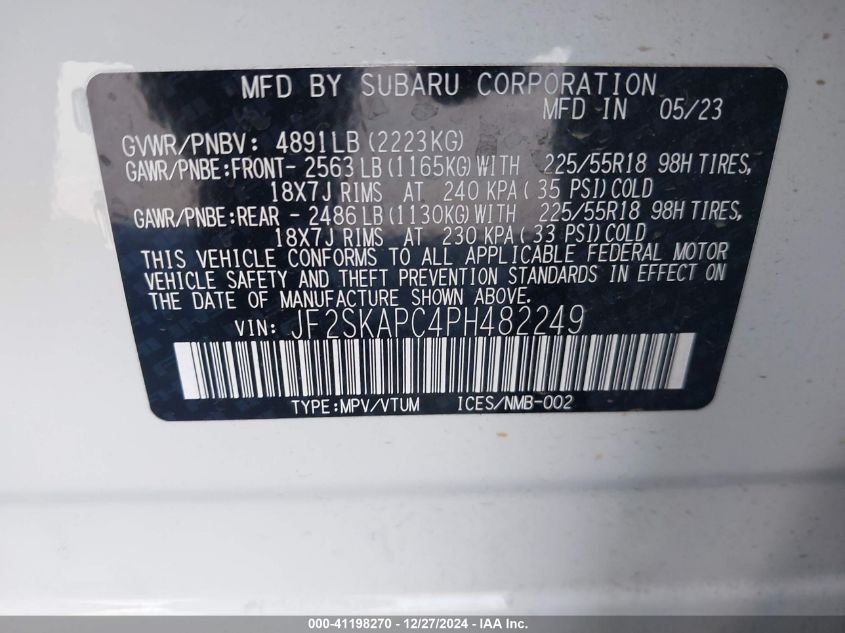 MFD BY SUBARU CORPORATION
MFD IN 05/23
GVWR/PNBV: 4891LB(2223KG)
GAWR/PNBE:FRONT- 2563LB(1165KG)WITH 225/55R18 98H TIRES,
18X7J RIMS AT 240 KPA(35 PSI)COLD
GAWR/PNBE:REAR - 2486LB(1130KG)WITH 225/55R18 98H TIRES,
18X7J RIMS AT 230 KPA(33 PSI)COLD
THIS VEHICLE CONFORMS TO ALL APPLICABLE FEDERAL MOTOR
VEHICLE SAFETY AND THEFT PREVENTION STANDARDS IN EFFECT ON
THE DATE OF MANUFACTURE SHOWN ABOVE.
VIN: JF2SKAPC4PH482249
TYPE:MPV/VTUM ICES/NMB-002
000-41198270 - 12/27/2024 - IAA, Inc.